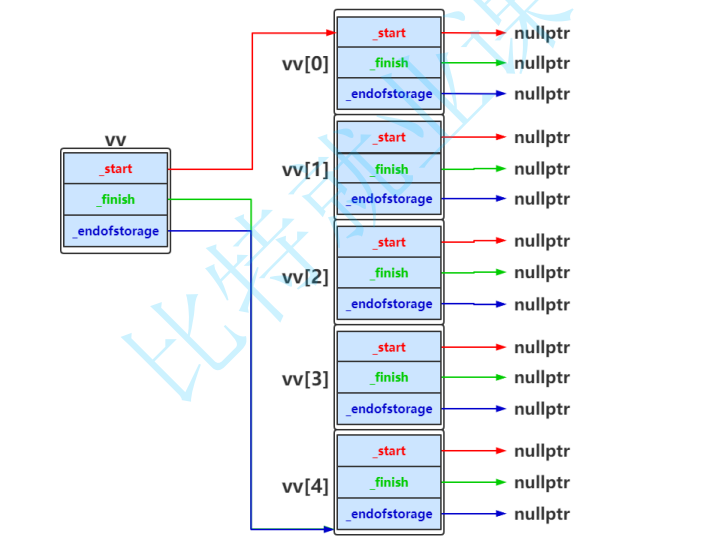 vv
_start
_finish
_endofstorage
vv[0]
_start nullptr
_finish nullptr
_endofstorage nullptr
vv[1]
_start nullptr
_finish nullptr
_endofstorage nullptr
vv[2]
_start nullptr
_finish nullptr
_endofstorage nullptr
vv[3]
_start nullptr
_finish nullptr
_endofstorage nullptr
vv[4]
_start nullptr
_finish nullptr
_endofstorage nullptr
比特就业课